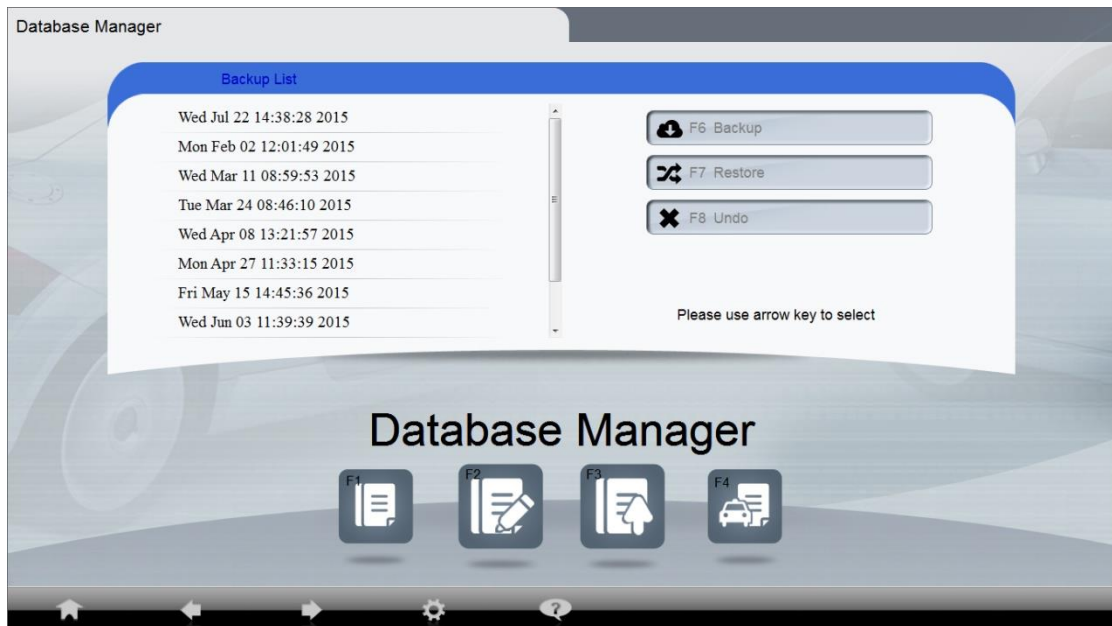 Database Manager
Backup List
Wed Jul 22 14:38:28 2015
Mon Feb 02 12:01:49 2015
Wed Mar 11 08:59:53 2015
Tue Mar 24 08:46:10 2015
Wed Apr 08 13:21:57 2015
Mon Apr 27 11:33:15 2015
Fri May 15 14:45:36 2015
Wed Jun 03 11:39:39 2015
F6 Backup
F7 Restore
F8 Undo
Please use arrow key to select
Database Manager
F1
F2
F3
F4
?